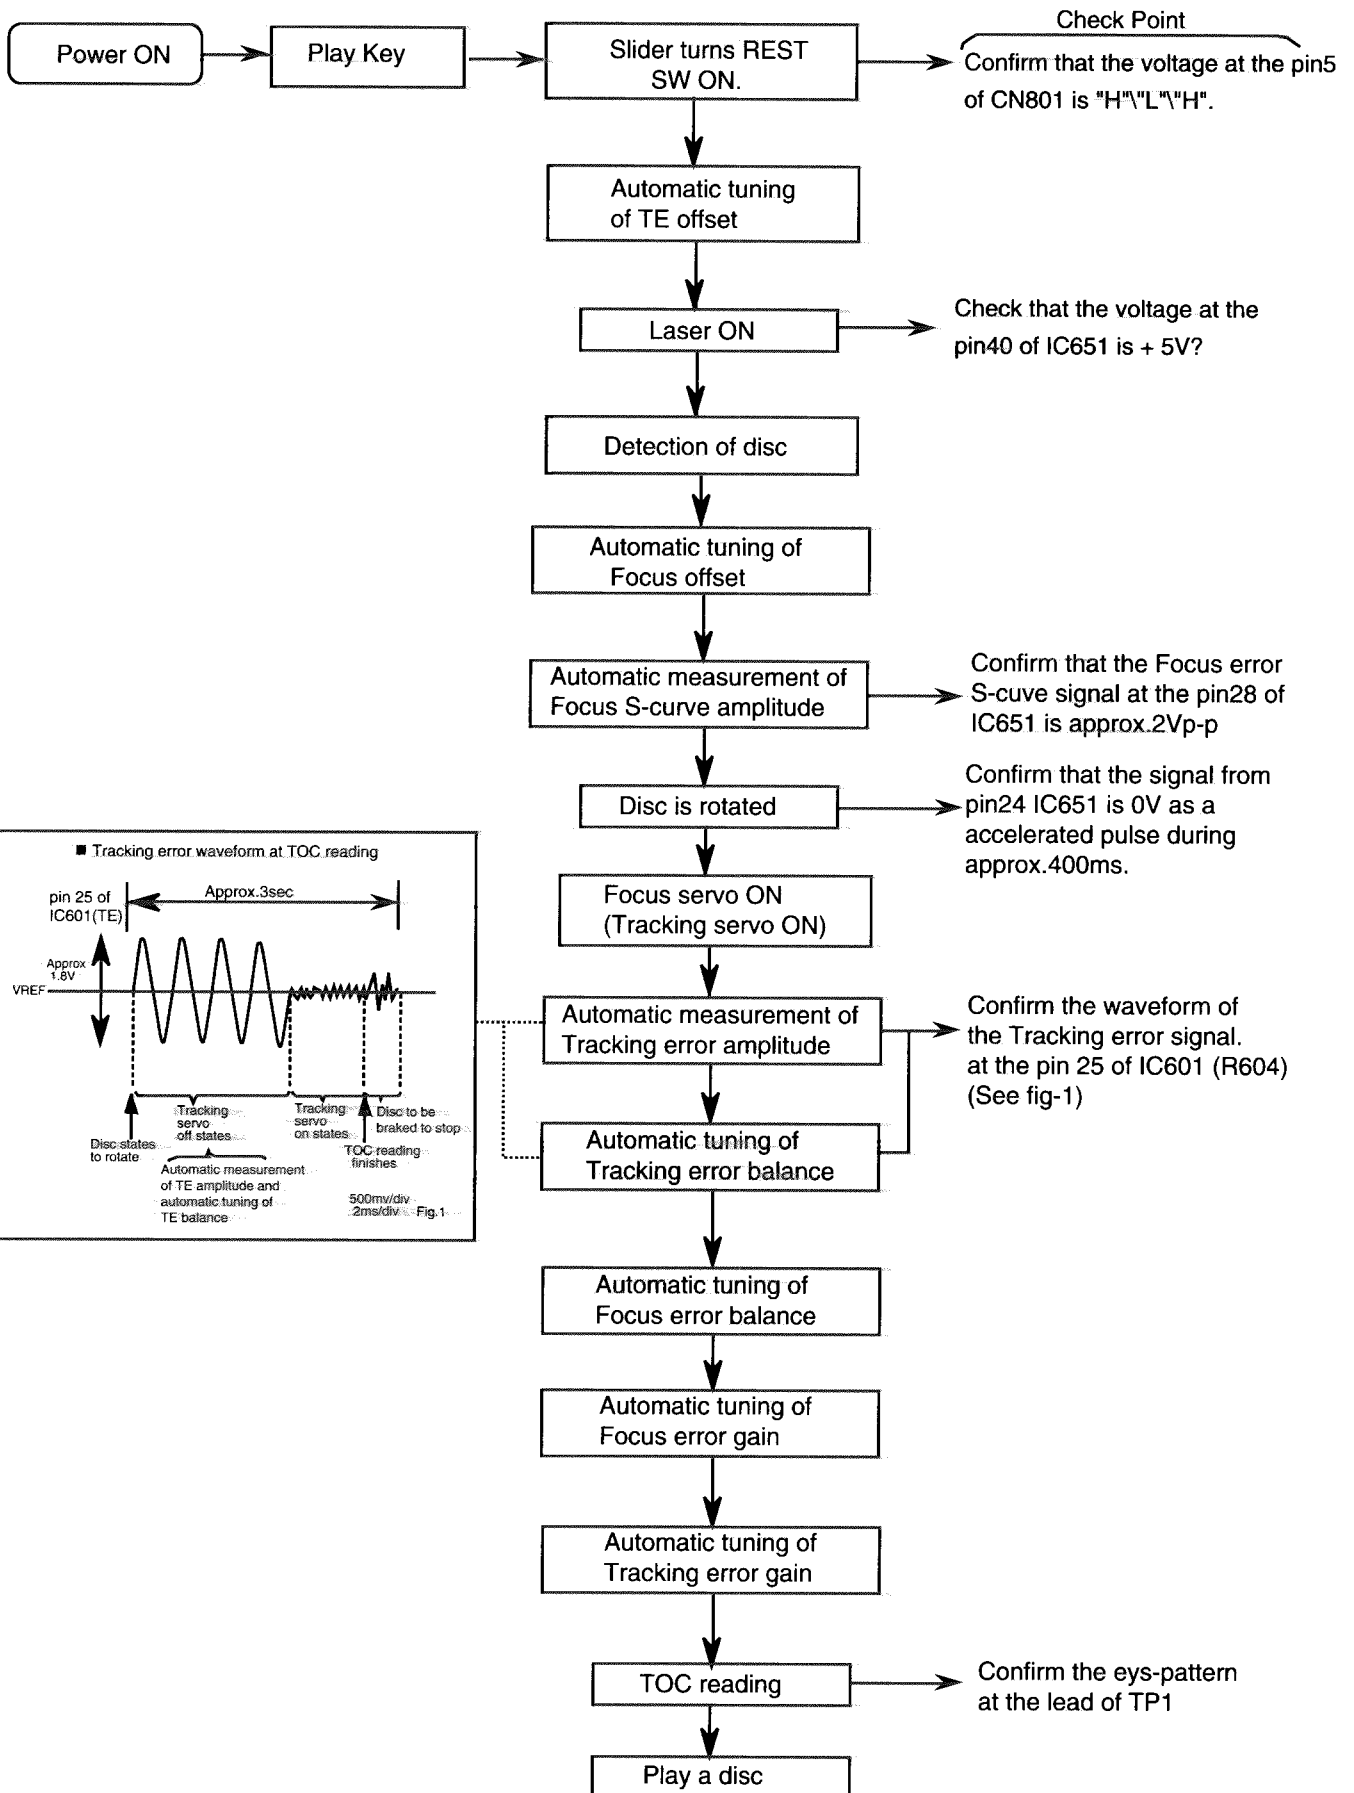 Check Point
Power ON
Play Key
Slider turns REST
SW ON.
Confirm that the voltage at the pin5
of CN801 is "H"\"L"\"H".
Automatic tuning
of TE offset
Laser ON
Check that the voltage at the
pin40 of IC651 is + 5V?
Detection of disc
Automatic tuning of
Focus offset
Automatic measurement of
Focus S-curve amplitude
Confirm that the Focus error
S-cuve signal at the pin28 of
IC651 is approx.2Vp-p
Disc is rotated
Confirm that the signal from
pin24 IC651 is 0V as a
accelerated pulse during
approx.400ms.
■ Tracking error waveform at TOC reading
pin 25 of
IC601(TE)
Approx.3sec
Approx
1.8V
VREF
Tracking
servo
off states
Tracking
servo
on states
Disc to be
braked to stop
Disc states
to rotate
TOC reading
finishes
Automatic measurement
of TE amplitude and
automatic tuning of
TE balance
500mv/div
2ms/div
Fig.1
Focus servo ON
(Tracking servo ON)
Automatic measurement of
Tracking error amplitude
Confirm the waveform of
the Tracking error signal.
at the pin 25 of IC601 (R604)
(See fig-1)
Automatic tuning of
Tracking error balance
Automatic tuning of
Focus error balance
Automatic tuning of
Focus error gain
Automatic tuning of
Tracking error gain
TOC reading
Confirm the eys-pattern
at the lead of TP1
Play a disc